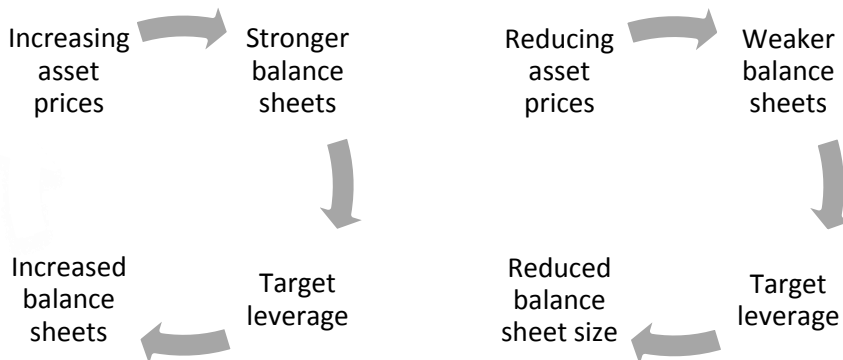 Increasing
asset
prices
Stronger
balance
sheets
Target
leverage
Increased
balance
sheets
Reducing
asset
prices
Weaker
balance
sheets
Target
leverage
Reduced
balance
sheet size